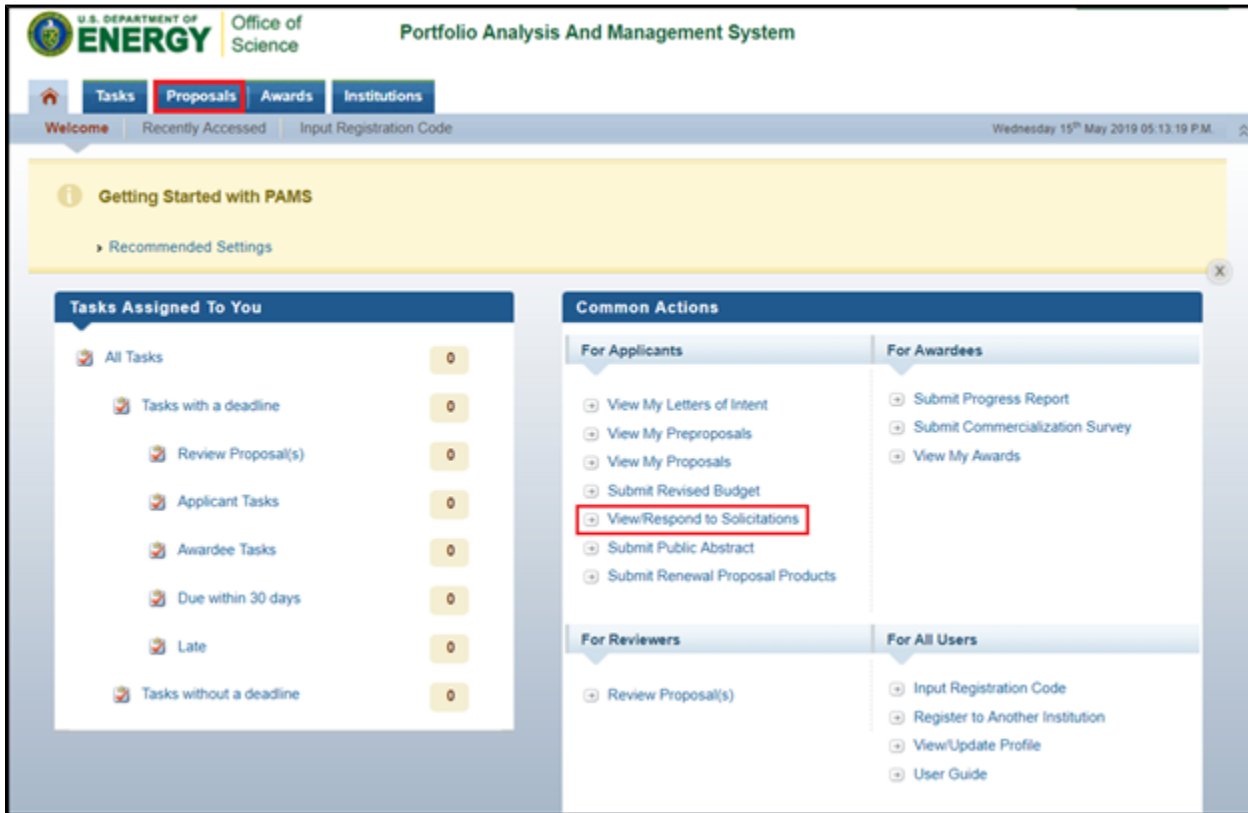 U.S. DEPARTMENT OF
ENERGY
Office of
Science
Portfolio Analysis And Management System
Tasks
Proposals
Awards
Institutions
Welcome
Recently Accessed
Input Registration Code
Wednesday 15th May 2019 05:13:19 P.M.
Getting Started with PAMS
Recommended Settings
X
Tasks Assigned To You
All Tasks 0
Tasks with a deadline 0
Review Proposal(s) 0
Applicant Tasks 0
Awardee Tasks 0
Due within 30 days 0
Late 0
Tasks without a deadline 0
Common Actions
For Applicants
View My Letters of Intent
View My Preproposals
View My Proposals
Submit Revised Budget
View/Respond to Solicitations
Submit Public Abstract
Submit Renewal Proposal Products
For Awardees
Submit Progress Report
Submit Commercialization Survey
View My Awards
For Reviewers
Review Proposal(s)
For All Users
Input Registration Code
Register to Another Institution
View/Update Profile
User Guide